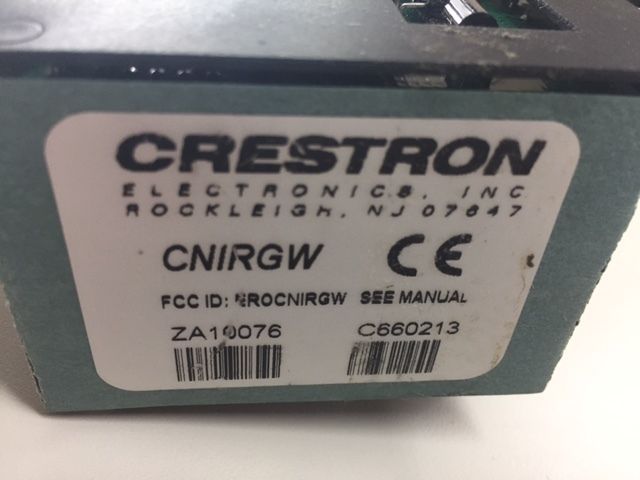 CRESTRON
ELECTRONICS, INC
ROCKLEIGH, NJ 07647
CNIRGW CE
FCC ID: EROCNIRGW SEE MANUAL
ZA10076 C660213